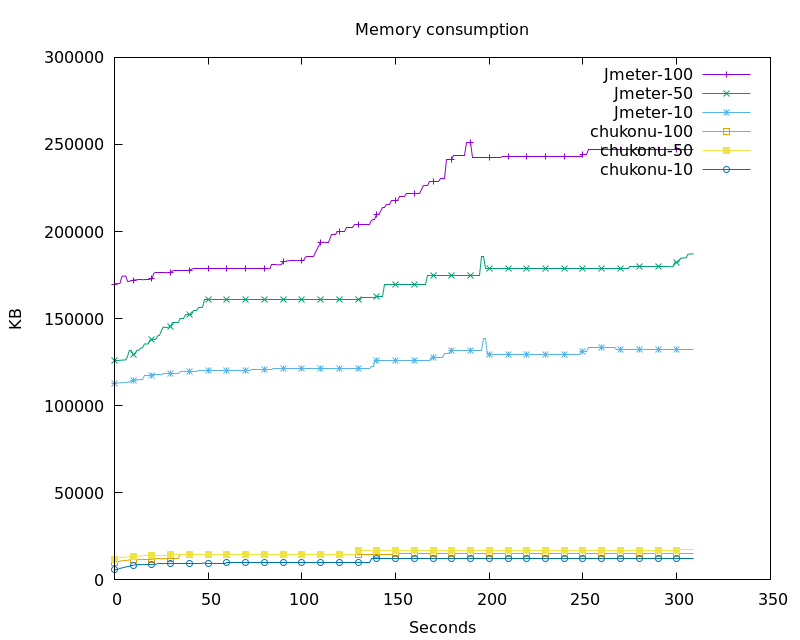 Memory consumption
300000
250000
200000
150000
100000
50000
0
KB
Jmeter-100
Jmeter-50
Jmeter-10
chukonu-100
chukonu-50
chukonu-10
0 50 100 150 200 250 300 350
Seconds